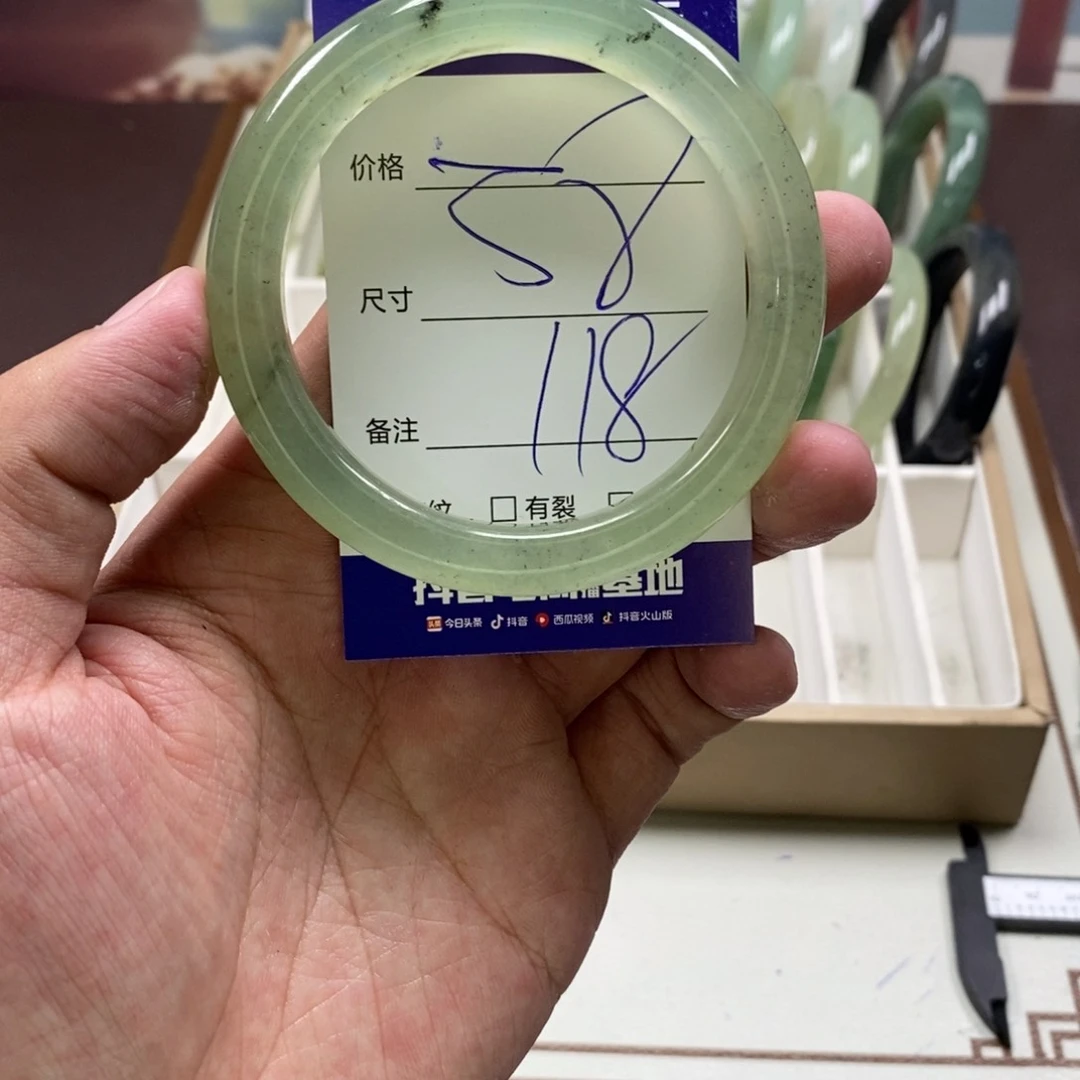 价格
58
尺寸
118
备注
纹 □ 有裂 □
今日头条 抖音 西瓜视频 抖音火山版